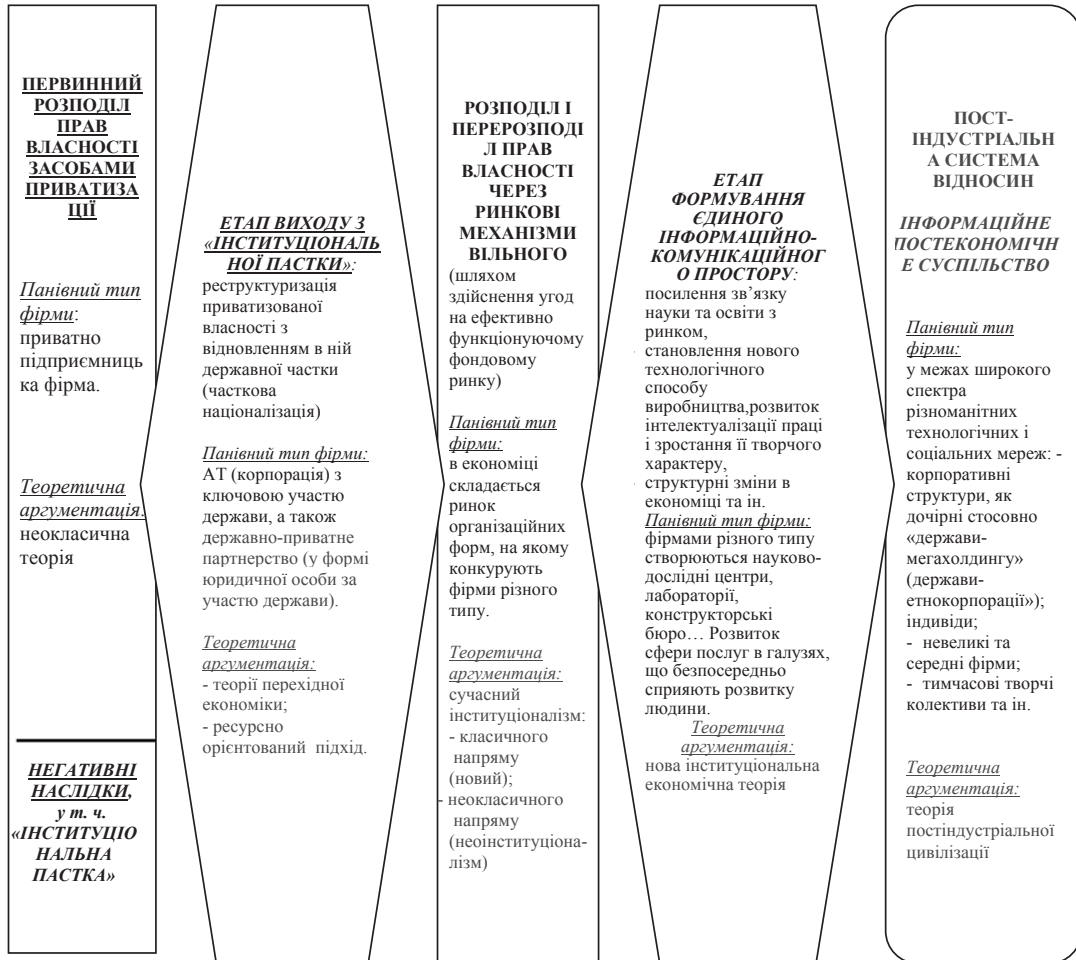 ПЕРВИННИЙ
РОЗПОДІЛ
ПРАВ
ВЛАСНОСТІ
ЗАСОБАМИ
ПРИВАТИЗА
ЦІЇ
Панівний тип
фірми:
приватно
підприємниць
ка фірма.
Теоретична
аргументація:
неокласична
теорія
НЕГАТИВНІ
НАСЛІДКИ,
у т. ч.
«ІНСТИТУЦІО
НАЛЬНА
ПАСТКА»
ЕТАП ВИХОДУ З
«ІНСТИТУЦІОНАЛЬ
НОЇ ПАСТКИ»:
реструктуризація
приватизованої
власності з
відновленням в ній
державної частки
(часткова
націоналізація)
Панівний тип фірми:
АТ (корпорація) з
ключовою участю
держави, а також
державно-приватне
партнерство (у формі
юридичної особи за
участю держави).
Теоретична
аргументація:
- теорії перехідної
економіки;
- ресурсно
орієнтований підхід.
РОЗПОДІЛ І
ПЕРЕРОЗПОДІ
Л ПРАВ
ВЛАСНОСТІ
ЧЕРЕЗ
РИНКОВІ
МЕХАНІЗМИ
ВІЛЬНОГО
(шляхом
здійснення угод
на ефективно
функціонуючому
фондовому
ринку)
Панівний тип
фірми:
в економіці
складається
ринок
організаційних
форм, на якому
конкурують
фірми різного
типу.
Теоретична
аргументація:
сучасний
інституціоналізм:
- класичного
напряму
(новий);
- неокласичного
напряму
(неоінституціона-
лізм)
ЕТАП
ФОРМУВАННЯ
ЄДИНОГО
ІНФОРМАЦІЙНО-
КОМУНІКАЦІЙНОГ
О ПРОСТОРУ:
посилення зв’язку
науки та освіти з
ринком,
- становлення нового
технологічного
способу
виробництва,розвиток
інтелектуалізації праці
і зростання її творчого
характеру,
- структурні зміни в
економіці та ін.
Панівний тип фірми:
фірмами різного типу
створюються науково-
дослідні центри,
лабораторії,
конструкторські
бюро… Розвиток
сфери послуг в галузях,
що безпосередньо
сприяють розвитку
людини.
Теоретична
аргументація:
нова інституціональна
економічна теорія
ПОСТ-
ІНДУСТРІАЛЬН
А СИСТЕМА
ВІДНОСИН
ІНФОРМАЦІЙНЕ
ПОСТЕКОНОМІЧН
Е СУСПІЛЬСТВО
Панівний тип
фірми:
у межах широкого
спектра
різноманітних
технологічних і
соціальних мереж: -
корпоративні
структури, як
дочірні стосовно
«держави-
мегахолдингу»
(держави-
етнокорпорації»);
індивіди;
- невеликі та
середні фірми;
- тимчасові творчі
колективи та ін.
Теоретична
аргументація:
теорія
постіндустріальної
цивілізації